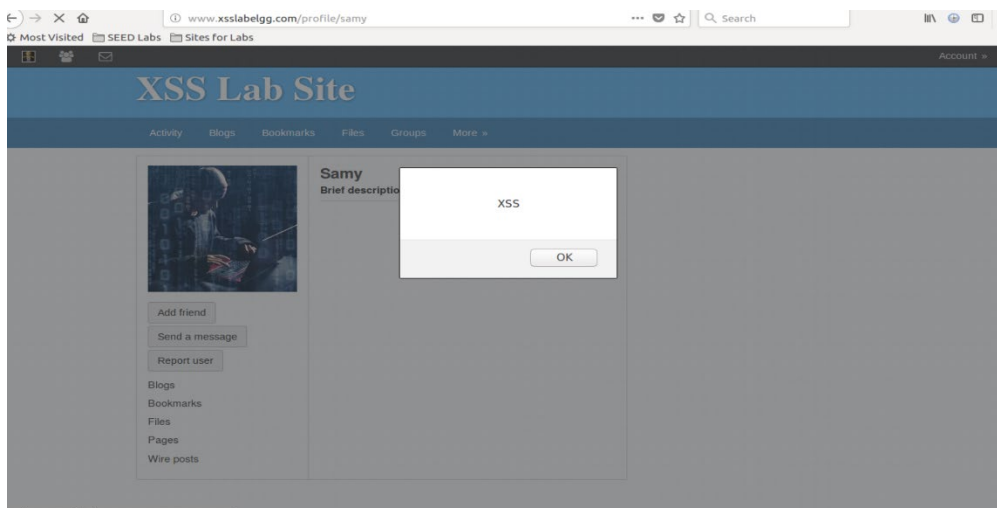 www.xsslabelgg.com/profile/samy
Search
Most Visited SEED Labs Sites for Labs
Account »
XSS Lab Site
Activity Blogs Bookmarks Files Groups More »
Samy
Brief descriptio
XSS
OK
Add friend
Send a message
Report user
Blogs
Bookmarks
Files
Pages
Wire posts